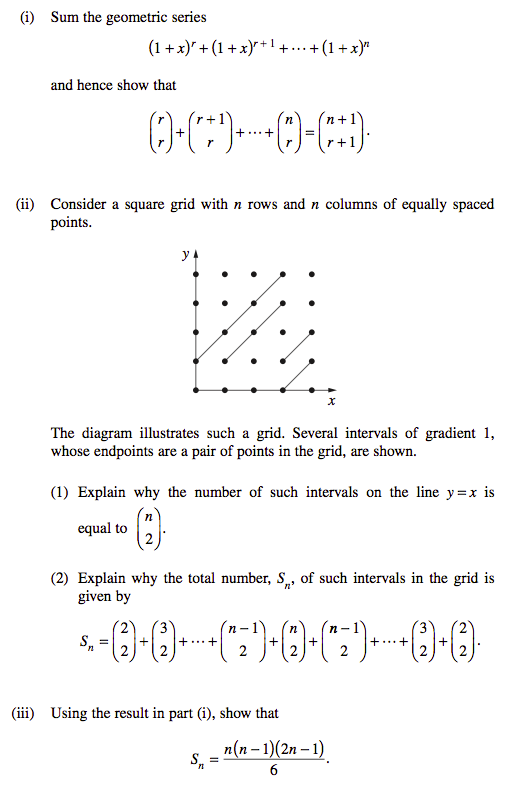 (i) Sum the geometric series
(1 + x)^r + (1 + x)^{r + 1} + ··· + (1 + x)^n
and hence show that
\binom{r}{r} + \binom{r + 1}{r} + ··· + \binom{n}{r} = \binom{n + 1}{r + 1}.
(ii) Consider a square grid with n rows and n columns of equally spaced
points.
y
x
The diagram illustrates such a grid. Several intervals of gradient 1,
whose endpoints are a pair of points in the grid, are shown.
(1) Explain why the number of such intervals on the line y = x is
equal to \binom{n}{2}.
(2) Explain why the total number, S_n, of such intervals in the grid is
given by
S_n = \binom{2}{2} + \binom{3}{2} + ··· + \binom{n − 1}{2} + \binom{n}{2} + \binom{n − 1}{2} + ··· + \binom{3}{2} + \binom{2}{2}.
(iii) Using the result in part (i), show that
S_n = \frac{n(n − 1)(2n − 1)}{6}.